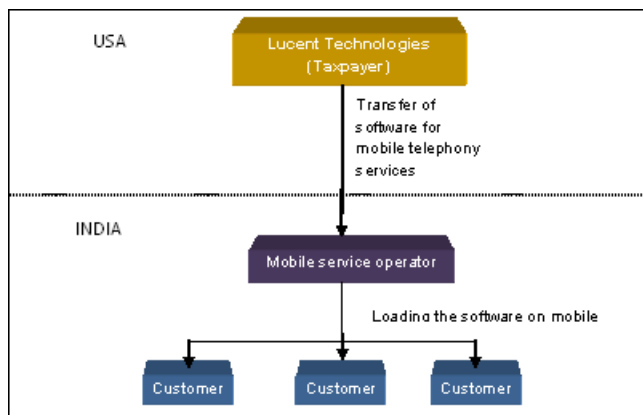 USA
Lucent Technologies
(Taxpayer)
Transfer of
software for
mobile telephony
services
INDIA
Mobile service operator
Loading the software on mobile
Customer
Customer
Customer